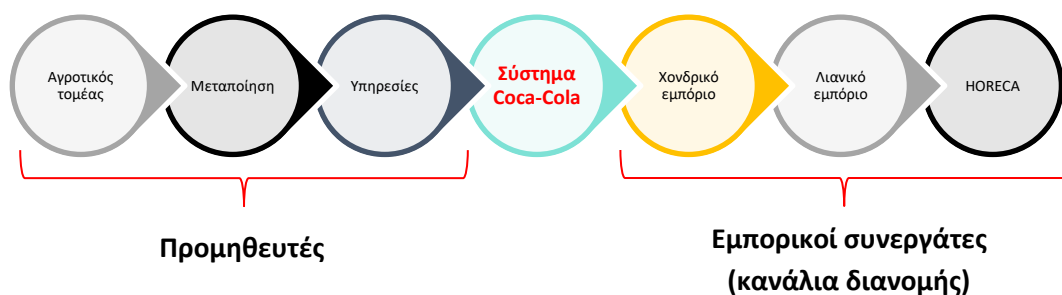 Αγροτικός
τομέας
Μεταποίηση
Υπηρεσίες
Σύστημα
Coca-Cola
Χονδρικό
εμπόριο
Λιανικό
εμπόριο
HORECA
Προμηθευτές
Εμπορικοί συνεργάτες
(κανάλια διανομής)